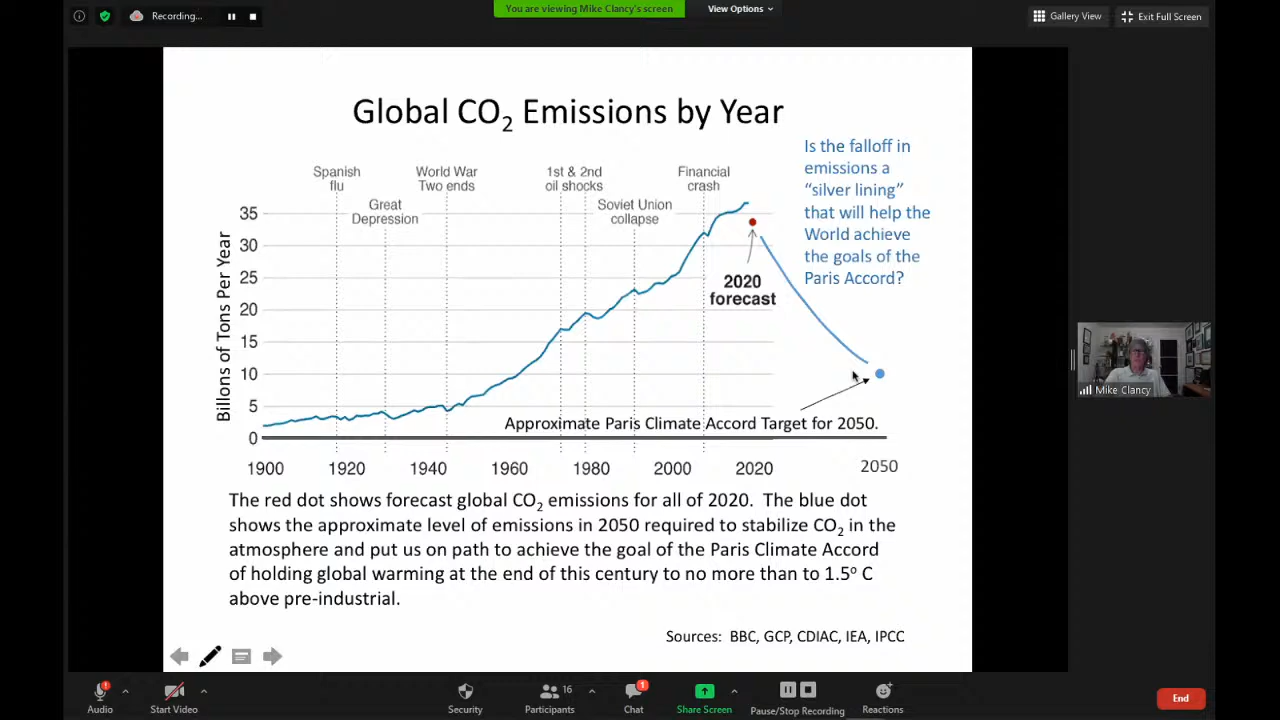 Recording...
You are viewing Mike Clancy's screen
View Options
Gallery View
Exit Full Screen
Global CO2 Emissions by Year
Is the falloff in
emissions a
“silver lining”
that will help the
World achieve
the goals of the
Paris Accord?
Spanish
flu
Great
Depression
World War
Two ends
1st & 2nd
oil shocks
Soviet Union
collapse
Financial
crash
Billons of Tons Per Year
35
30
25
20
15
10
5
0
2020
forecast
Approximate Paris Climate Accord Target for 2050.
1900 1920 1940 1960 1980 2000 2020 2050
The red dot shows forecast global CO2 emissions for all of 2020. The blue dot
shows the approximate level of emissions in 2050 required to stabilize CO2 in the
atmosphere and put us on path to achieve the goal of the Paris Climate Accord
of holding global warming at the end of this century to no more than to 1.5o C
above pre-industrial.
Sources: BBC, GCP, CDIAC, IEA, IPCC
Mike Clancy
Audio
Start Video
Security
Participants 16
Chat 1
Share Screen
Pause/Stop Recording
Reactions
End